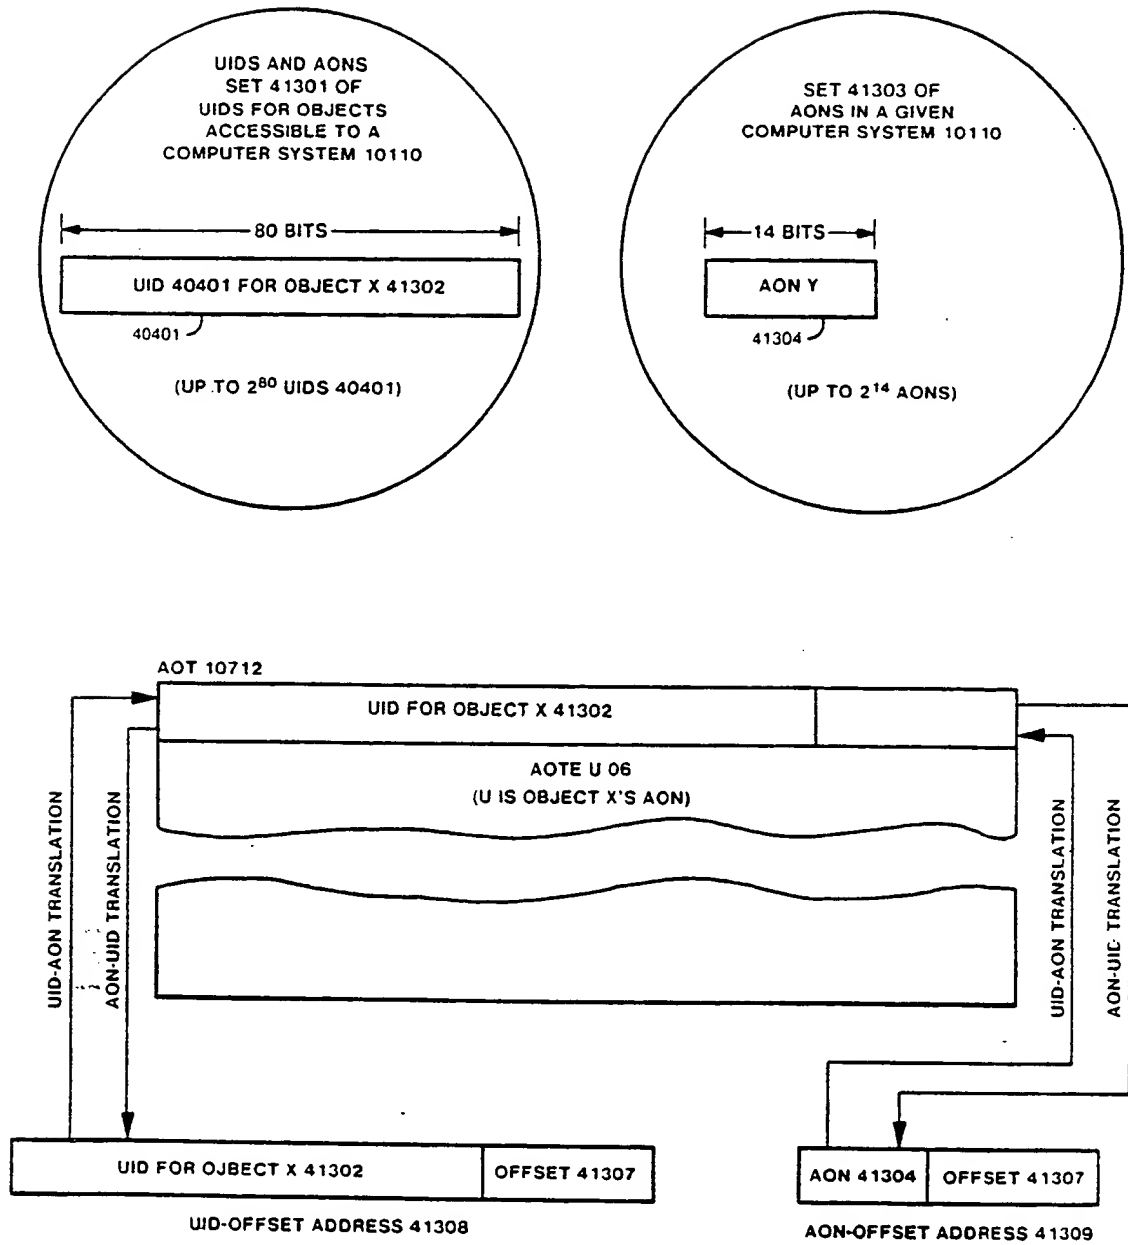 UIDS AND AONS
SET 41301 OF
UIDS FOR OBJECTS
ACCESSIBLE TO A
COMPUTER SYSTEM 10110
80 BITS
UID 40401 FOR OBJECT X 41302
40401
(UP TO 2⁸⁰ UIDS 40401)
SET 41303 OF
AONS IN A GIVEN
COMPUTER SYSTEM 10110
14 BITS
AON Y
41304
(UP TO 2¹⁴ AONS)
AOT 10712
UID FOR OBJECT X 41302
AOTE U 06
(U IS OBJECT X'S AON)
UID-AON TRANSLATION
AON-UID TRANSLATION
UID-AON TRANSLATION
AON-UID TRANSLATION
UID FOR OJBECT X 41302
OFFSET 41307
UID-OFFSET ADDRESS 41308
AON 41304
OFFSET 41307
AON-OFFSET ADDRESS 41309